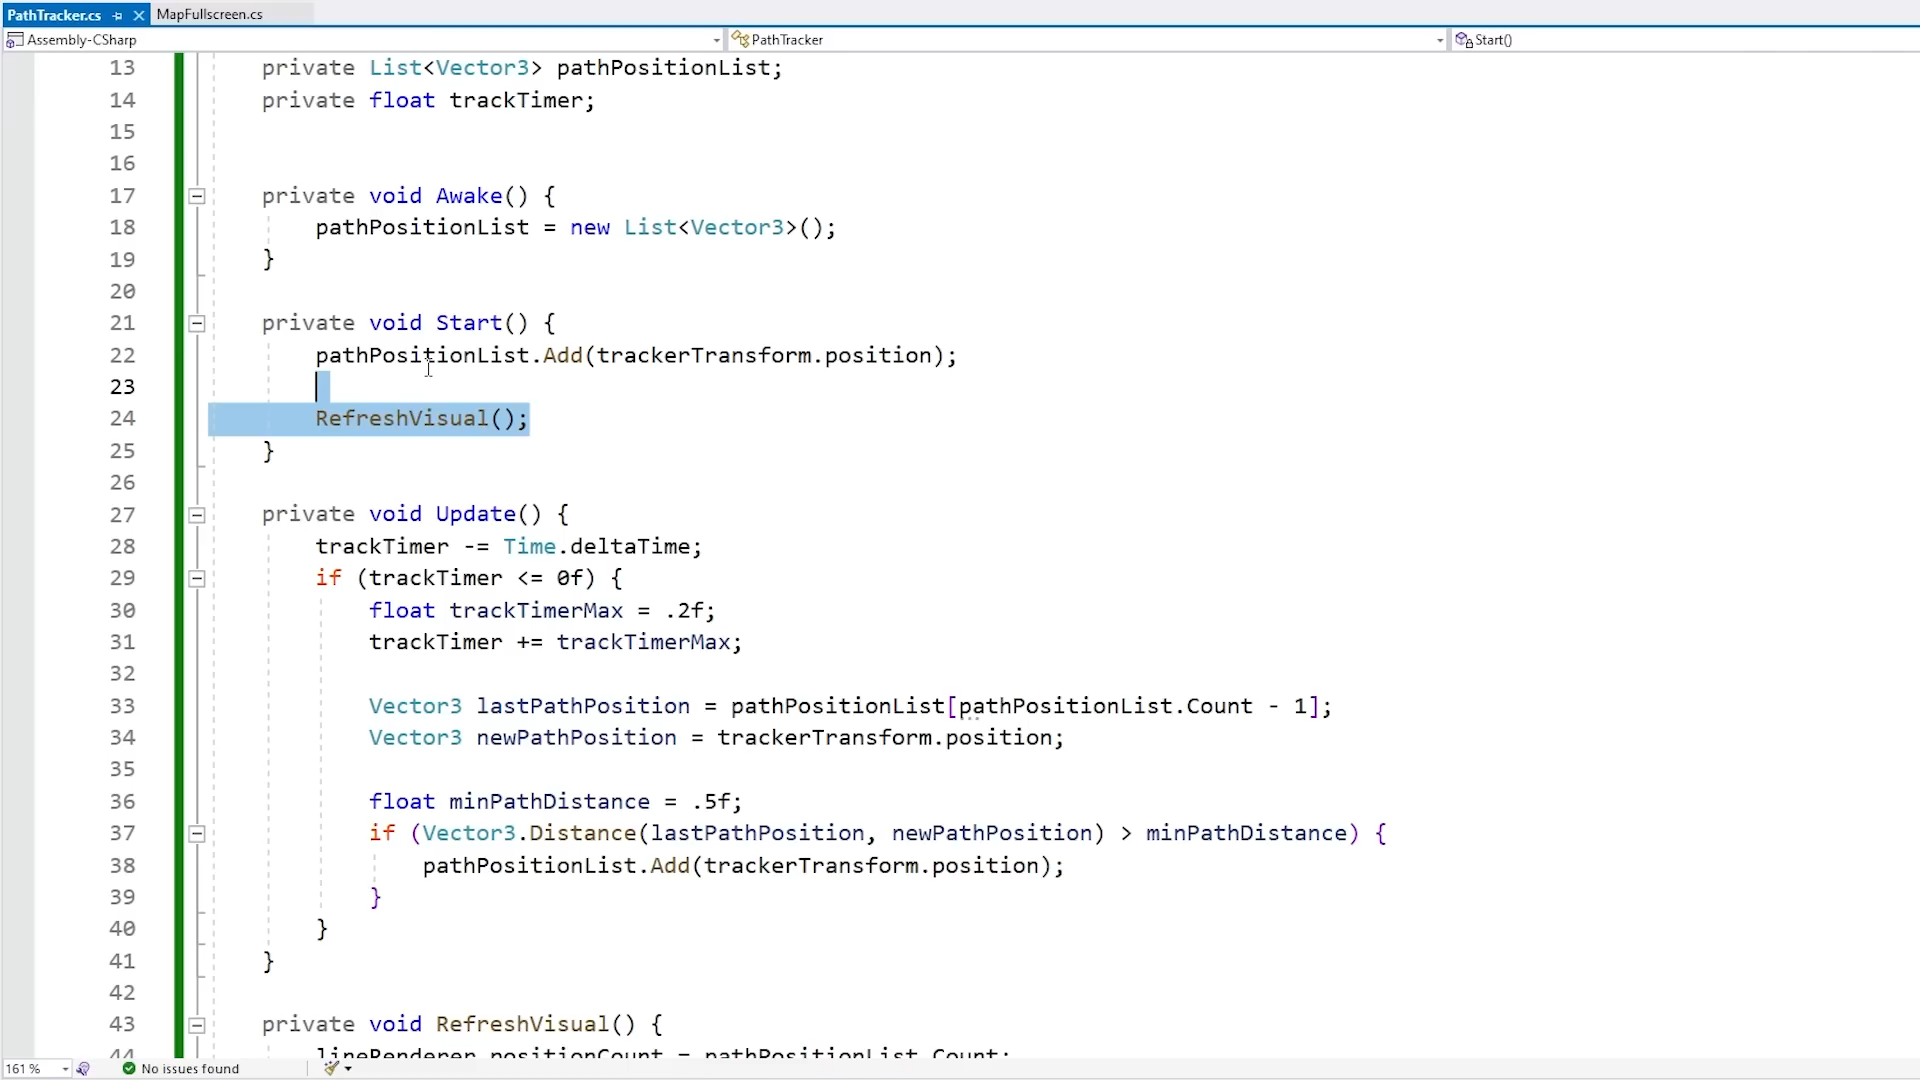 PathTracker.cs
MapFullscreen.cs
Assembly-CSharp
PathTracker
Start()
13 private List<Vector3> pathPositionList;
14 private float trackTimer;
15
16
17 private void Awake() {
18 pathPositionList = new List<Vector3>();
19 }
20
21 private void Start() {
22 pathPositionList.Add(trackerTransform.position);
23
24 RefreshVisual();
25 }
26
27 private void Update() {
28 trackTimer -= Time.deltaTime;
29 if (trackTimer <= 0f) {
30 float trackTimerMax = .2f;
31 trackTimer += trackTimerMax;
32
33 Vector3 lastPathPosition = pathPositionList[pathPositionList.Count - 1];
34 Vector3 newPathPosition = trackerTransform.position;
35
36 float minPathDistance = .5f;
37 if (Vector3.Distance(lastPathPosition, newPathPosition) > minPathDistance) {
38 pathPositionList.Add(trackerTransform.position);
39 }
40 }
41 }
42
43 private void RefreshVisual() {
44 lineRenderer.positionCount = pathPositionList.Count;
161 %
No issues found